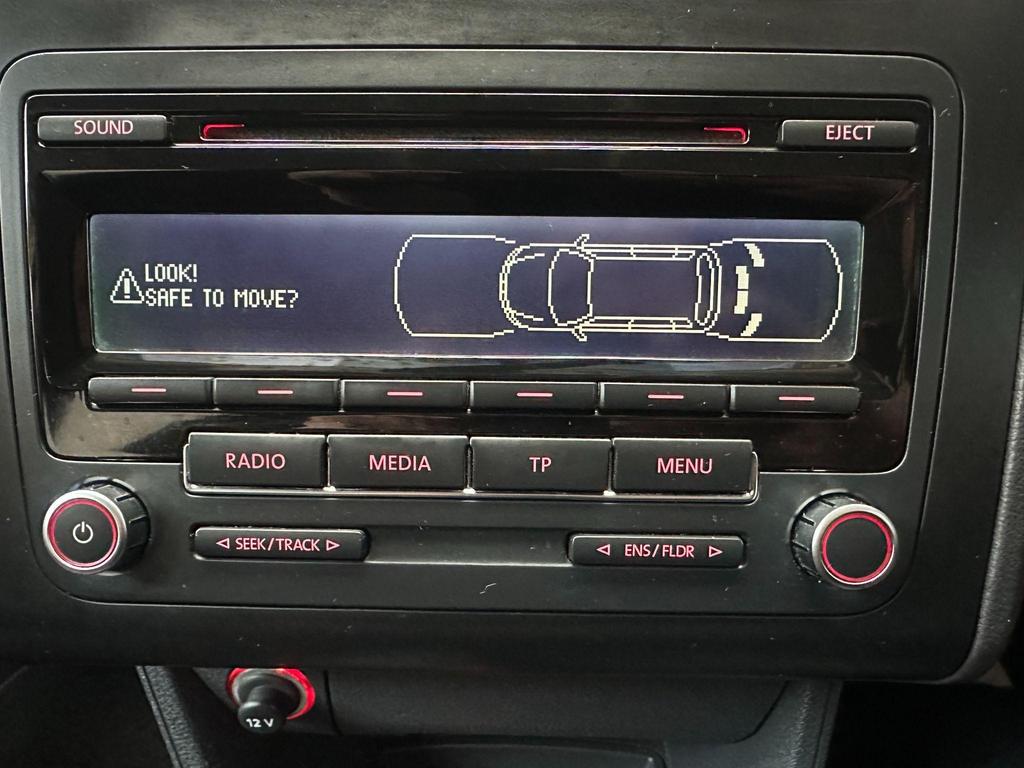 SOUND
EJECT
LOOK!
SAFE TO MOVE?
RADIO
MEDIA
TP
MENU
SEEK/TRACK
ENS/FLDR
12V